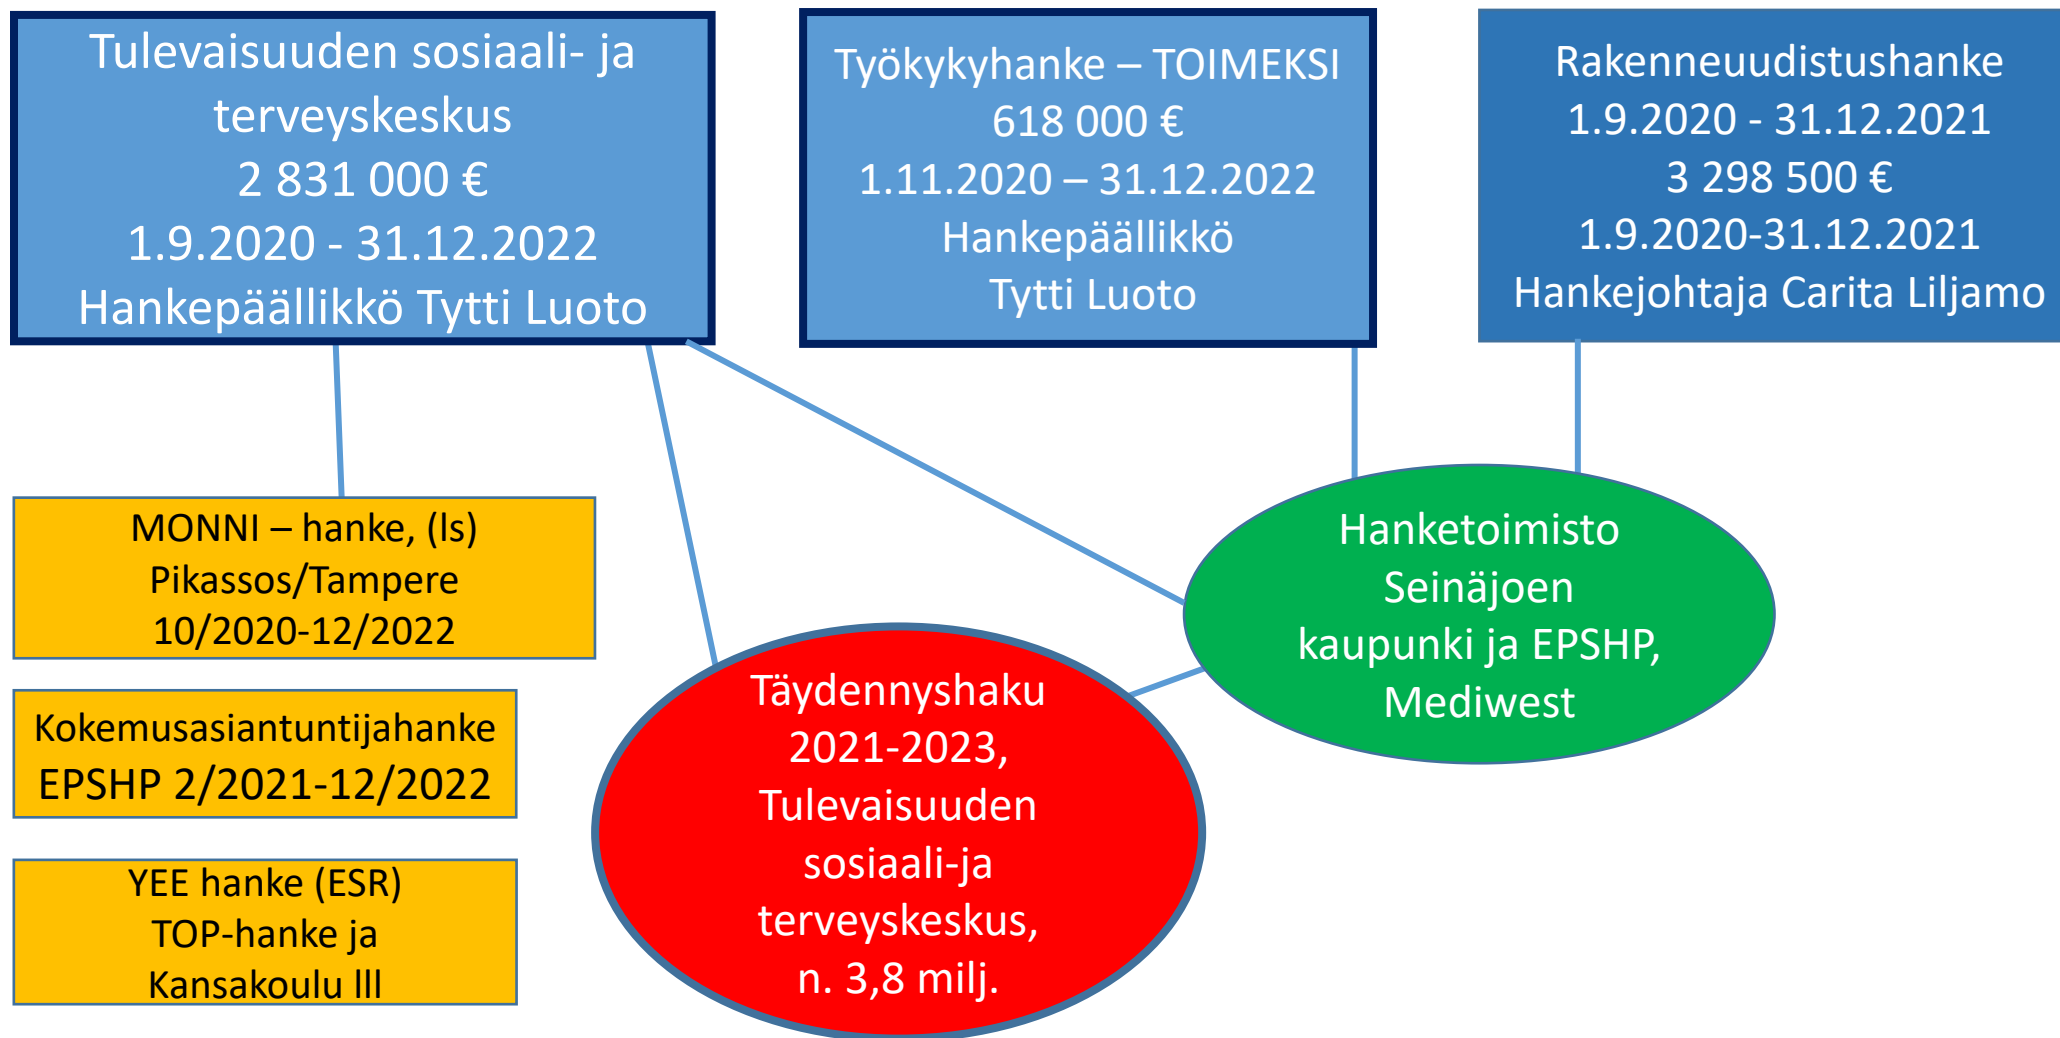 Tulevaisuuden sosiaali- ja
terveyskeskus
2 831 000 €
1.9.2020 - 31.12.2022
Hankepäällikkö Tytti Luoto
Työkykyhanke – TOIMEKSI
618 000 €
1.11.2020 – 31.12.2022
Hankepäällikkö
Tytti Luoto
Rakenneuudistushanke
1.9.2020 - 31.12.2021
3 298 500 €
1.9.2020-31.12.2021
Hankejohtaja Carita Liljamo
MONNI – hanke, (ls)
Pikassos/Tampere
10/2020-12/2022
Kokemusasiantuntijahanke
EPSHP 2/2021-12/2022
YEE hanke (ESR)
TOP-hanke ja
Kansakoulu lll
Täydennyshaku
2021-2023,
Tulevaisuuden
sosiaali-ja
terveyskeskus,
n. 3,8 milj.
Hanketoimisto
Seinäjoen
kaupunki ja EPSHP,
Mediwest